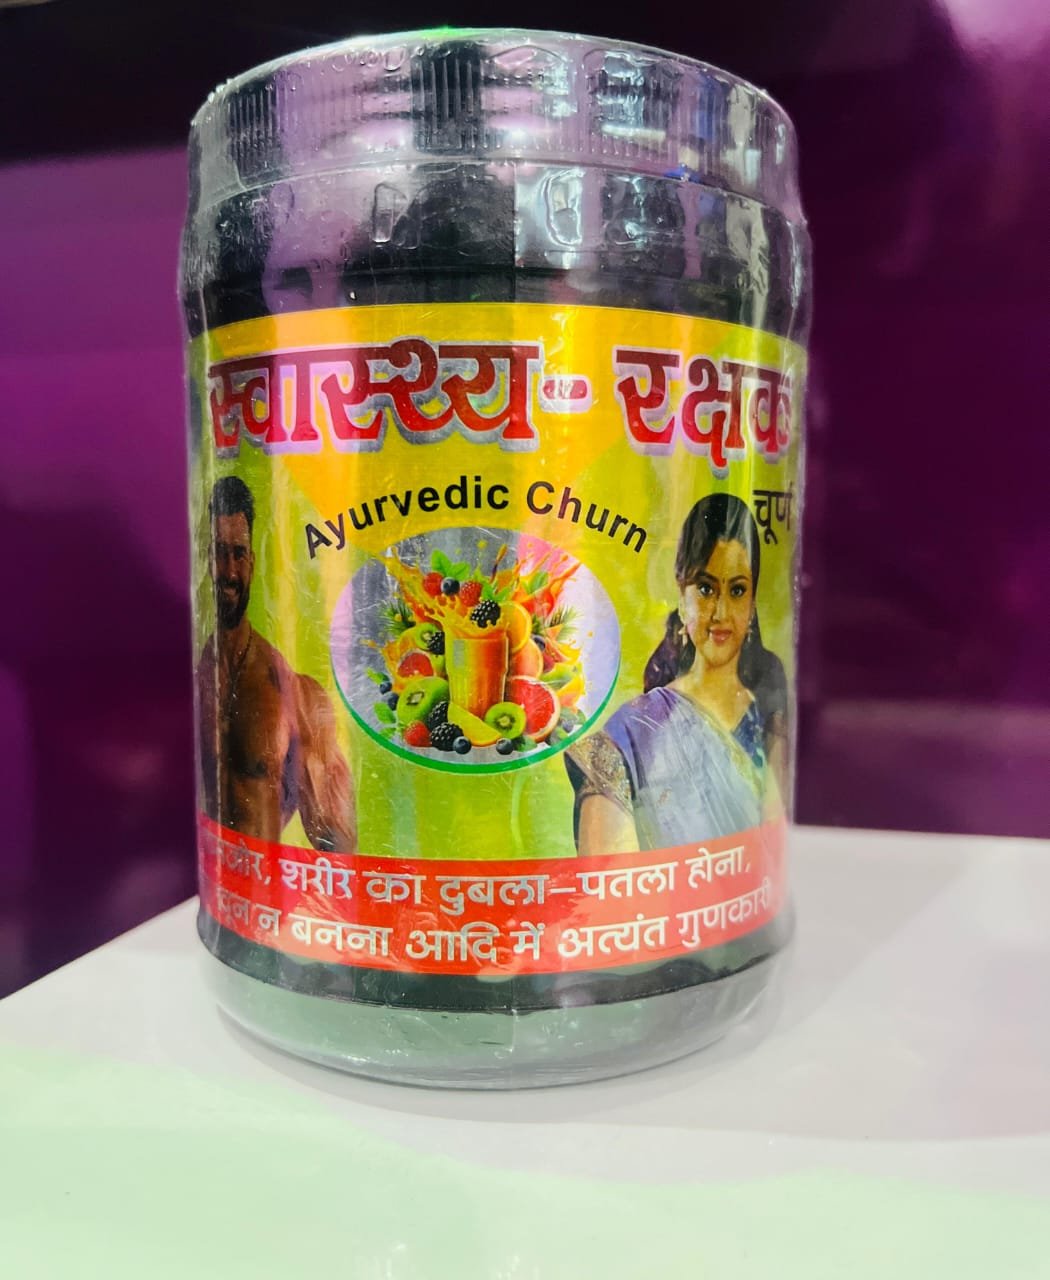 स्वास्थ्य-रक्षक
Ayurvedic Churn
चूर्ण
शरीर का दुबला-पतला होना,
न बनना आदि में अत्यंत गुणकारी